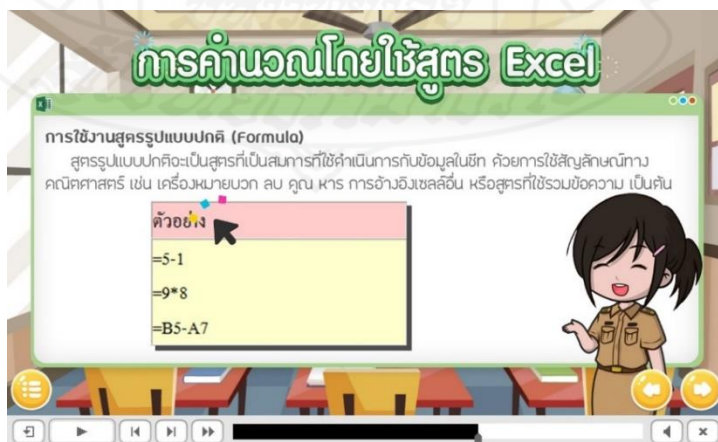 การคำนวณโดยใช้สูตร Excel
การใช้งานสูตรรูปแบบปกติ (Formula)
สูตรรูปแบบปกติจะเป็นสูตรที่เป็นสมการที่ใช้ดำเนินการกับข้อมูลในชีท ด้วยการใช้สัญลักษณ์ทาง
คณิตศาสตร์ เช่น เครื่องหมายบวก ลบ คูณ หาร การอ้างอิงเซลล์อื่น หรือสูตรที่ใช้รวมข้อความ เป็นต้น
ตัวอย่าง
=5-1
=9*8
=B5-A7